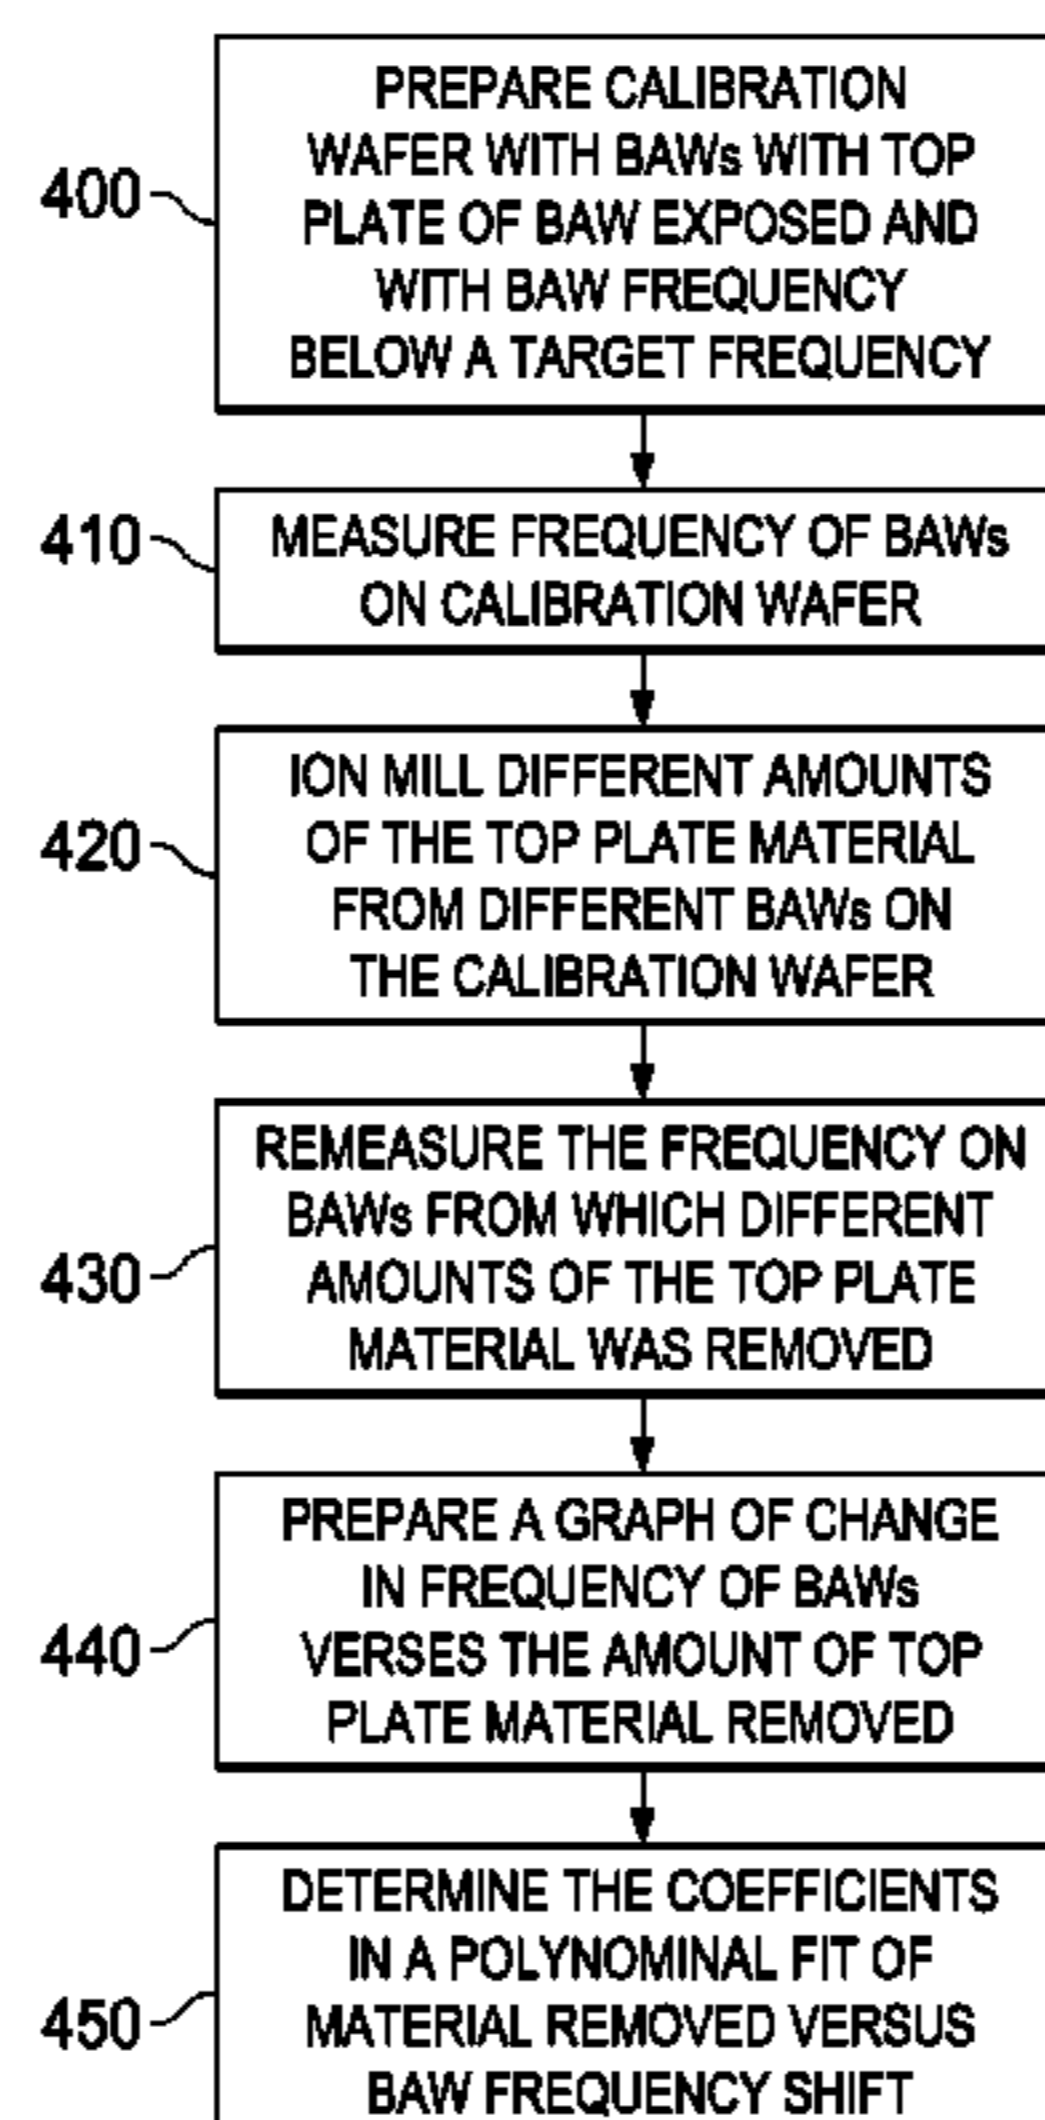 PREPARE CALIBRATION
WAFER WITH BAWs WITH TOP
400
PLATE OF BAW EXPOSED AND
WITH BAW FREQUENCY
BELOW A TARGET FREQUENCY
410
MEASURE FREQUENCY OF BAWs
ON CALIBRATION WAFER
ION MILL DIFFERENT AMOUNTS
420
OF THE TOP PLATE MATERIAL
FROM DIFFERENT BAWs ON
THE CALIBRATION WAFER
REMEASURE THE FREQUENCY ON
BAWs FROM WHICH DIFFERENT
430
AMOUNTS OF THE TOP PLATE
MATERIAL WAS REMOVED
PREPARE A GRAPH OF CHANGE
IN FREQUENCY OF BAWs
440
VERSES THE AMOUNT OF TOP
PLATE MATERIAL REMOVED
DETERMINE THE COEFFICIENTS
IN A POLYNOMINAL FIT OF
450
MATERIAL REMOVED VERSUS
BAW FREQUENCY SHIFT